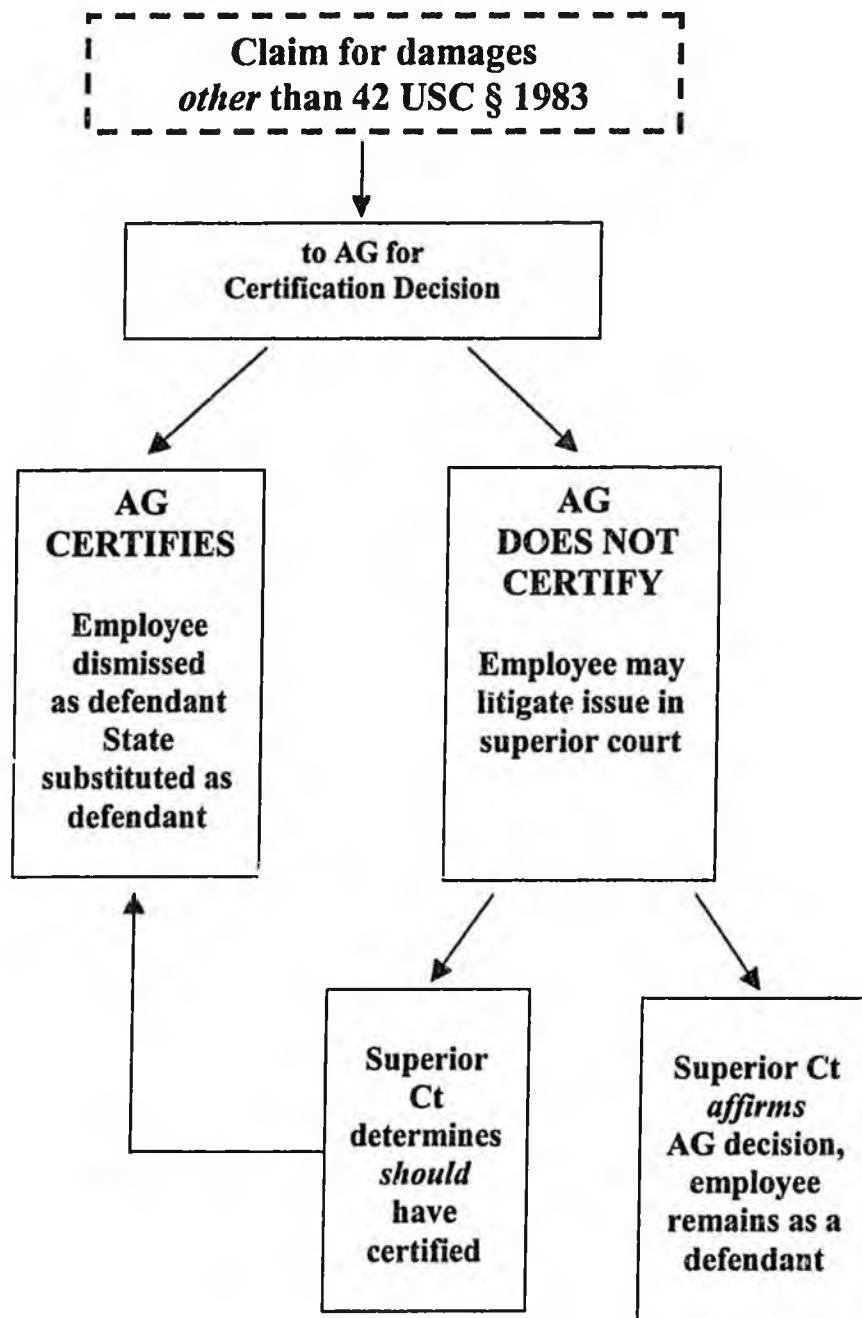 Claim for damages
other than 42 USC § 1983
to AG for
Certification Decision
AG
CERTIFIES
Employee
dismissed
as defendant
State
substituted as
defendant
AG
DOES NOT
CERTIFY
Employee may
litigate issue in
superior court
Superior
Ct
determines
should
have
certified
Superior Ct
affirms
AG decision,
employee
remains as a
defendant